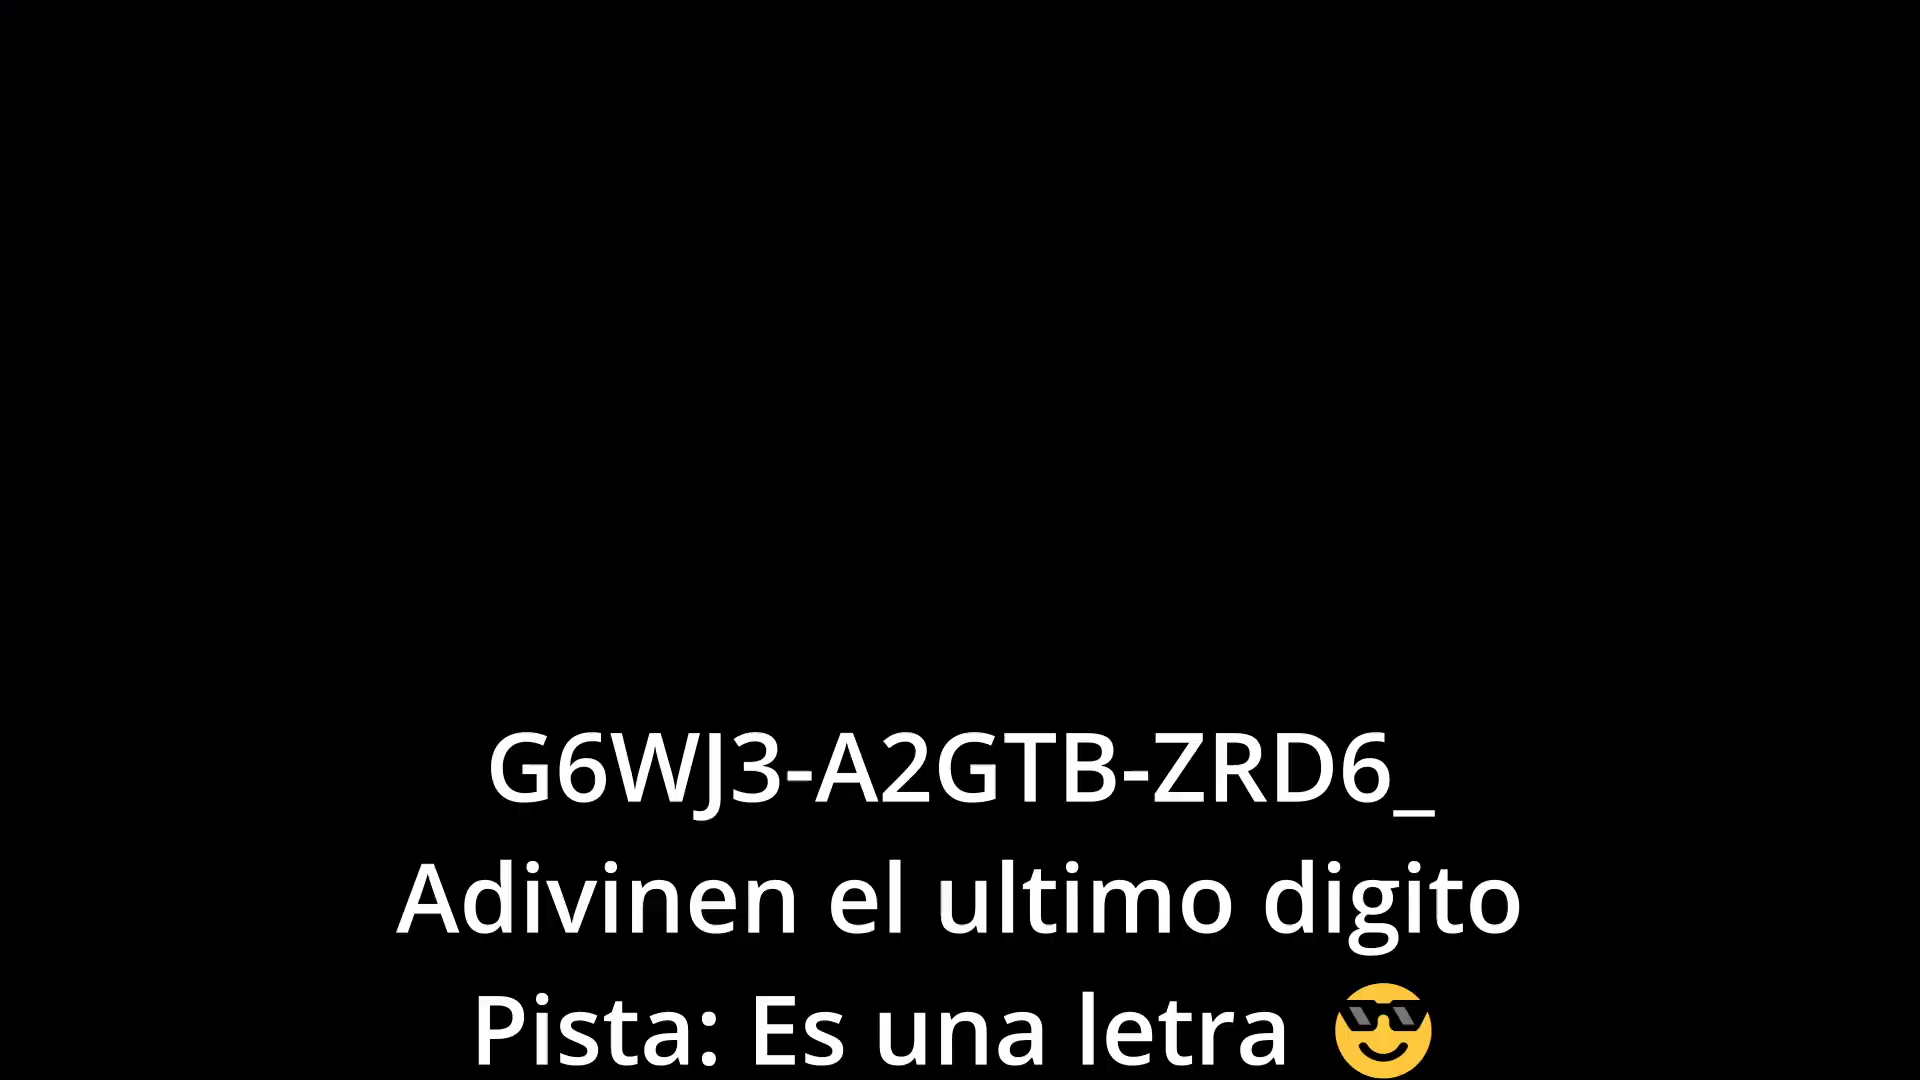 G6WJ3-A2GTB-ZRD6_
Adivinen el ultimo digito
Pista: Es una letra 😎